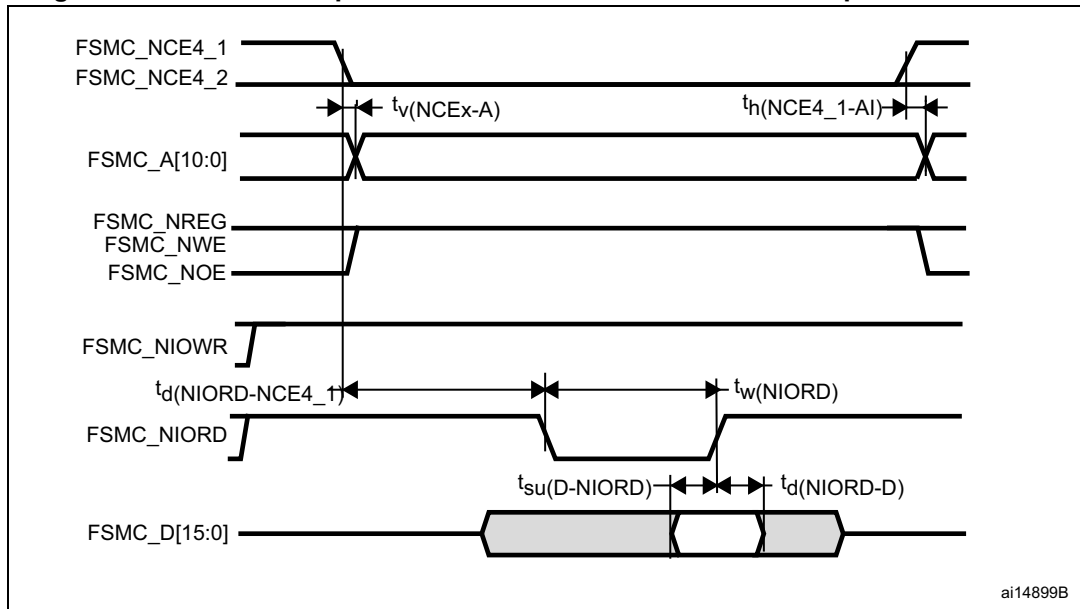 FSMC_NCE4_1
FSMC_NCE4_2
tv(NCEx-A)
th(NCE4_1-AI)
FSMC_A[10:0]
FSMC_NREG
FSMC_NWE
FSMC_NOE
FSMC_NIOWR
td(NIORD-NCE4_1)
tw(NIORD)
FSMC_NIORD
tsu(D-NIORD)
td(NIORD-D)
FSMC_D[15:0]
ai14899B